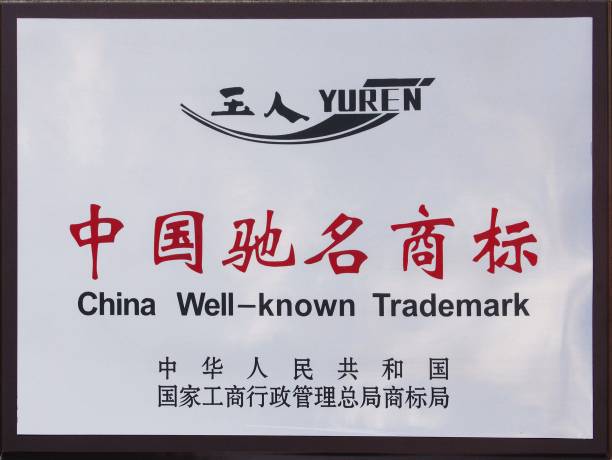 玉人 YUREN
中国驰名商标
China Well-known Trademark
中华人民共和国
国家工商行政管理总局商标局